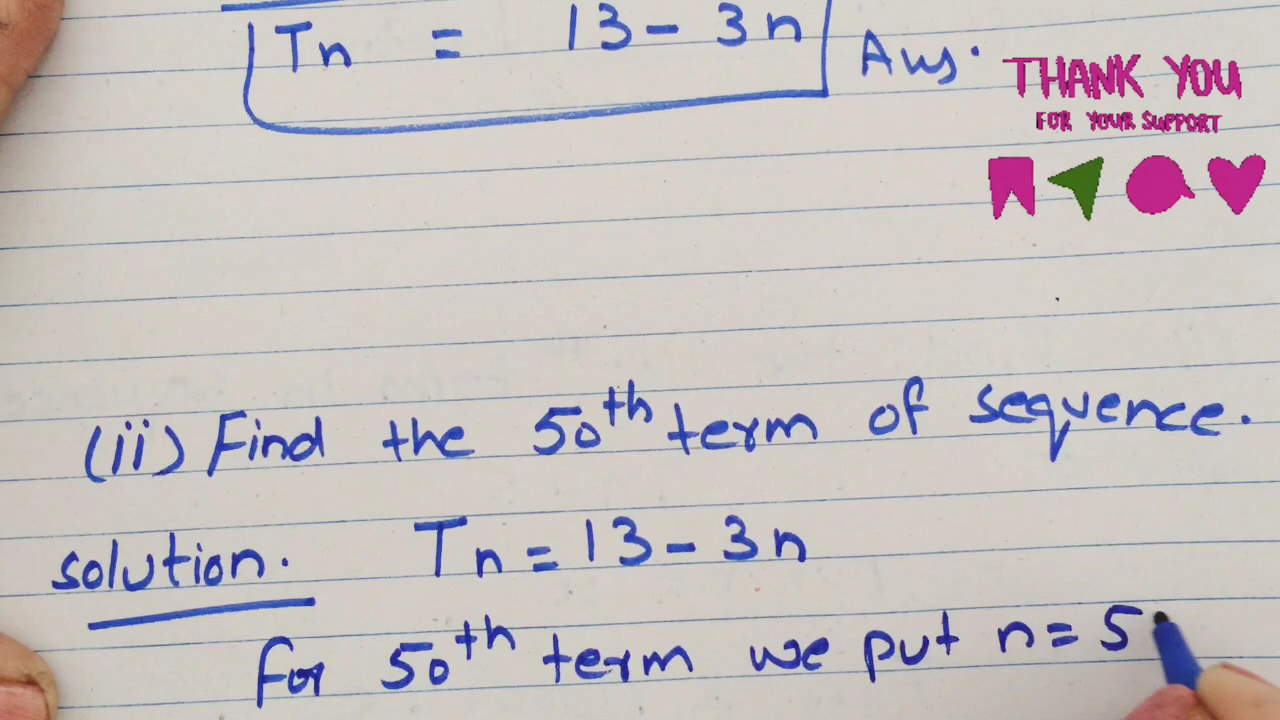 Tn = 13 - 3n Ans.
THANK YOU
FOR YOUR SUPPORT
(ii) Find the 50th term of sequence.
solution. Tn = 13 - 3n
for 50th term we put n = 5